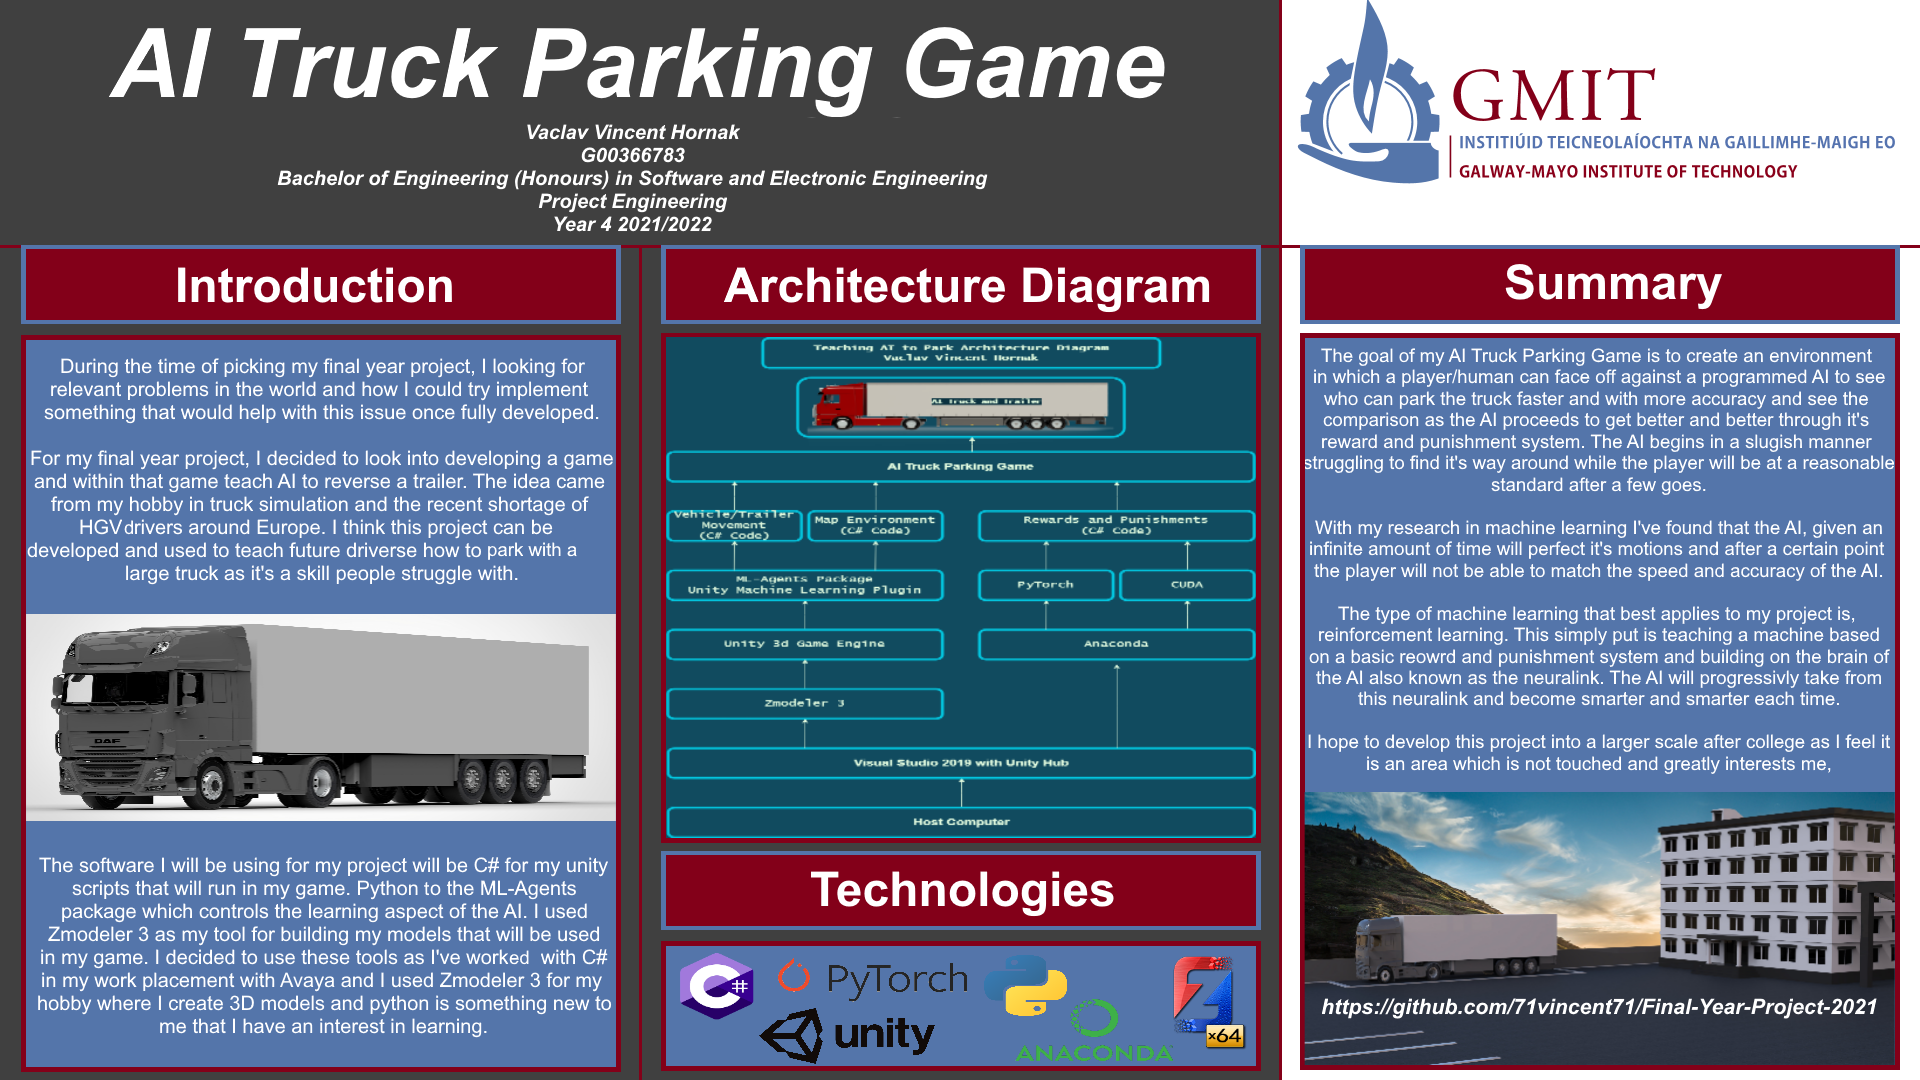 AI Truck Parking Game
Vaclav Vincent Hornak
G00366783
Bachelor of Engineering (Honours) in Software and Electronic Engineering
Project Engineering
Year 4 2021/2022
GMIT
INSTITIÚID TEICNEOLAÍOCHTA NA GAILLIMHE-MAIGH EO
GALWAY-MAYO INSTITUTE OF TECHNOLOGY
Introduction
During the time of picking my final year project, I looking for
relevant problems in the world and how I could try implement
something that would help with this issue once fully developed.
For my final year project, I decided to look into developing a game
and within that game teach AI to reverse a trailer. The idea came
from my hobby in truck simulation and the recent shortage of
HGV drivers around Europe. I think this project can be
developed and used to teach future driverse how to park with a
large truck as it's a skill people struggle with.
DAF
The software I will be using for my project will be C# for my unity
scripts that will run in my game. Python to the ML-Agents
package which controls the learning aspect of the AI. I used
Zmodeler 3 as my tool for building my models that will be used
in my game. I decided to use these tools as I've worked with C#
in my work placement with Avaya and I used Zmodeler 3 for my
hobby where I create 3D models and python is something new to
me that I have an interest in learning.
Architecture Diagram
Teaching AI to Park Architecture Diagram
Vaclav Vincent Hornak
AI Truck and Trailer
AI Truck Parking Game
Vehicle/Trailer
Movement
(C# Code)
Map Environment
(C# Code)
Rewards and Punishments
(C# Code)
ML-Agents Package
Unity Machine Learning Plugin
PyTorch
CUDA
Unity 3d Game Engine
Anaconda
Zmodeler 3
Visual Studio 2019 with Unity Hub
Host Computer
Technologies
C#
PyTorch
unity
ANACONDA
Z
x64
Summary
The goal of my AI Truck Parking Game is to create an environment
in which a player/human can face off against a programmed AI to see
who can park the truck faster and with more accuracy and see the
comparison as the AI proceeds to get better and better through it's
reward and punishment system. The AI begins in a slugish manner
struggling to find it's way around while the player will be at a reasonable
standard after a few goes.
With my research in machine learning I've found that the AI, given an
infinite amount of time will perfect it's motions and after a certain point
the player will not be able to match the speed and accuracy of the AI.
The type of machine learning that best applies to my project is,
reinforcement learning. This simply put is teaching a machine based
on a basic reowrd and punishment system and building on the brain of
the AI also known as the neuralink. The AI will progressivly take from
this neuralink and become smarter and smarter each time.
I hope to develop this project into a larger scale after college as I feel it
is an area which is not touched and greatly interests me,
https://github.com/71vincent71/Final-Year-Project-2021